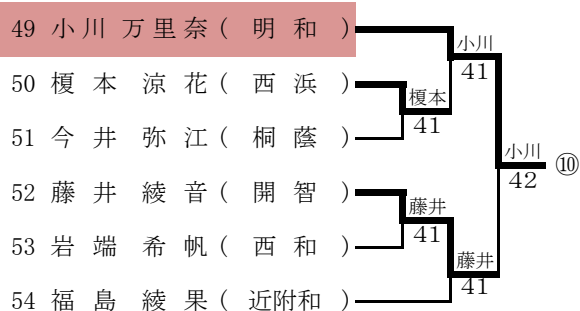 49 小川 万里奈 ( 明 和 )
小川
41
50 榎 本 涼 花 ( 西 浜 )
榎本
41
51 今 井 弥 江 ( 桐 蔭 )
小川 ⑩
42
52 藤 井 綾 音 ( 開 智 )
藤井
41
53 岩 端 希 帆 ( 西 和 )
藤井
41
54 福 島 綾 果 ( 近附和 )